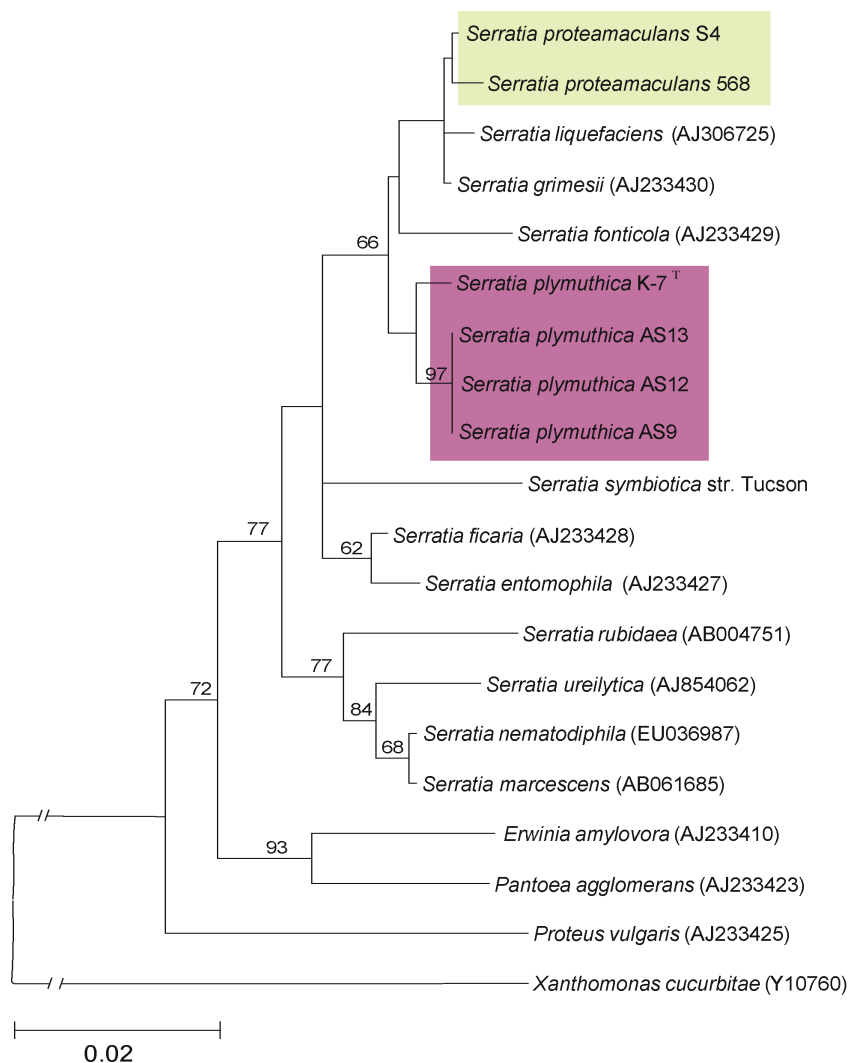 Serratia proteamaculans S4
Serratia proteamaculans 568
Serratia liquefaciens (AJ306725)
Serratia grimesii (AJ233430)
Serratia fonticola (AJ233429)
66
Serratia plymuthica K-7 T
Serratia plymuthica AS13
97
Serratia plymuthica AS12
Serratia plymuthica AS9
Serratia symbiotica str. Tucson
77
Serratia ficaria (AJ233428)
62
Serratia entomophila (AJ233427)
Serratia rubidaea (AB004751)
77
Serratia ureilytica (AJ854062)
72
84
Serratia nematodiphila (EU036987)
68
Serratia marcescens (AB061685)
Erwinia amylovora (AJ233410)
93
Pantoea agglomerans (AJ233423)
Proteus vulgaris (AJ233425)
Xanthomonas cucurbitae (Y10760)
0.02